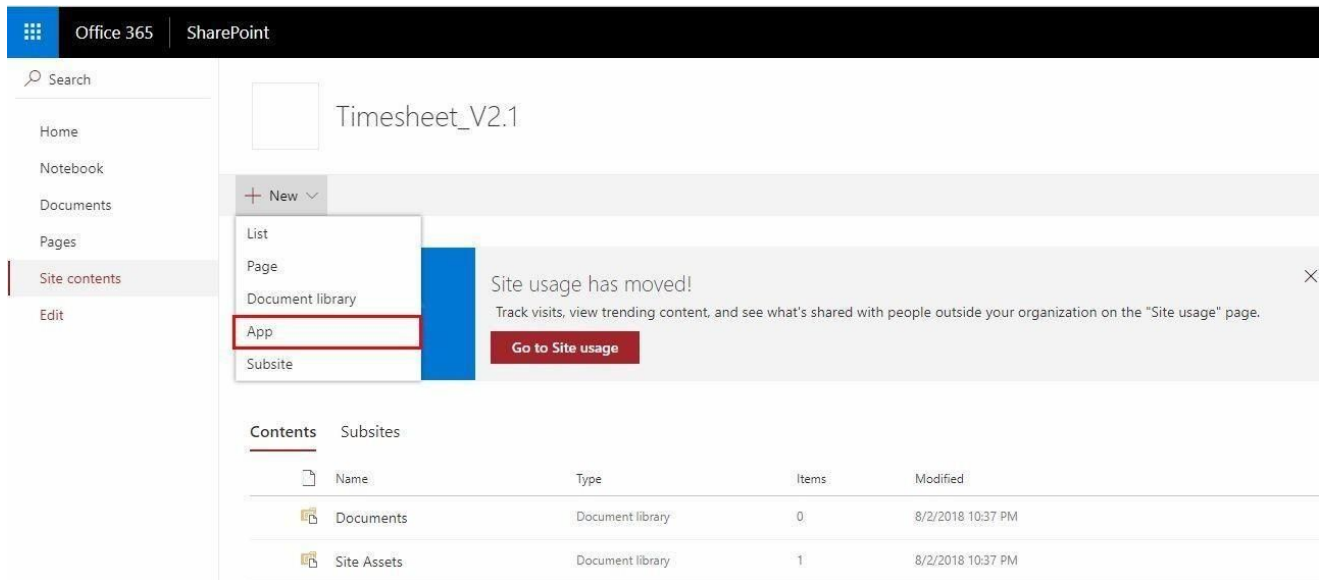 Office 365 SharePoint
Search
Home
Notebook
Documents
Pages
Site contents
Edit
Timesheet_V2.1
New
List
Page
Document library
App
Subsite
Site usage has moved!
Track visits, view trending content, and see what's shared with people outside your organization on the "Site usage" page.
Go to Site usage
Contents Subsites
Name Type Items Modified
Documents Document library 0 8/2/2018 10:37 PM
Site Assets Document library 1 8/2/2018 10:37 PM